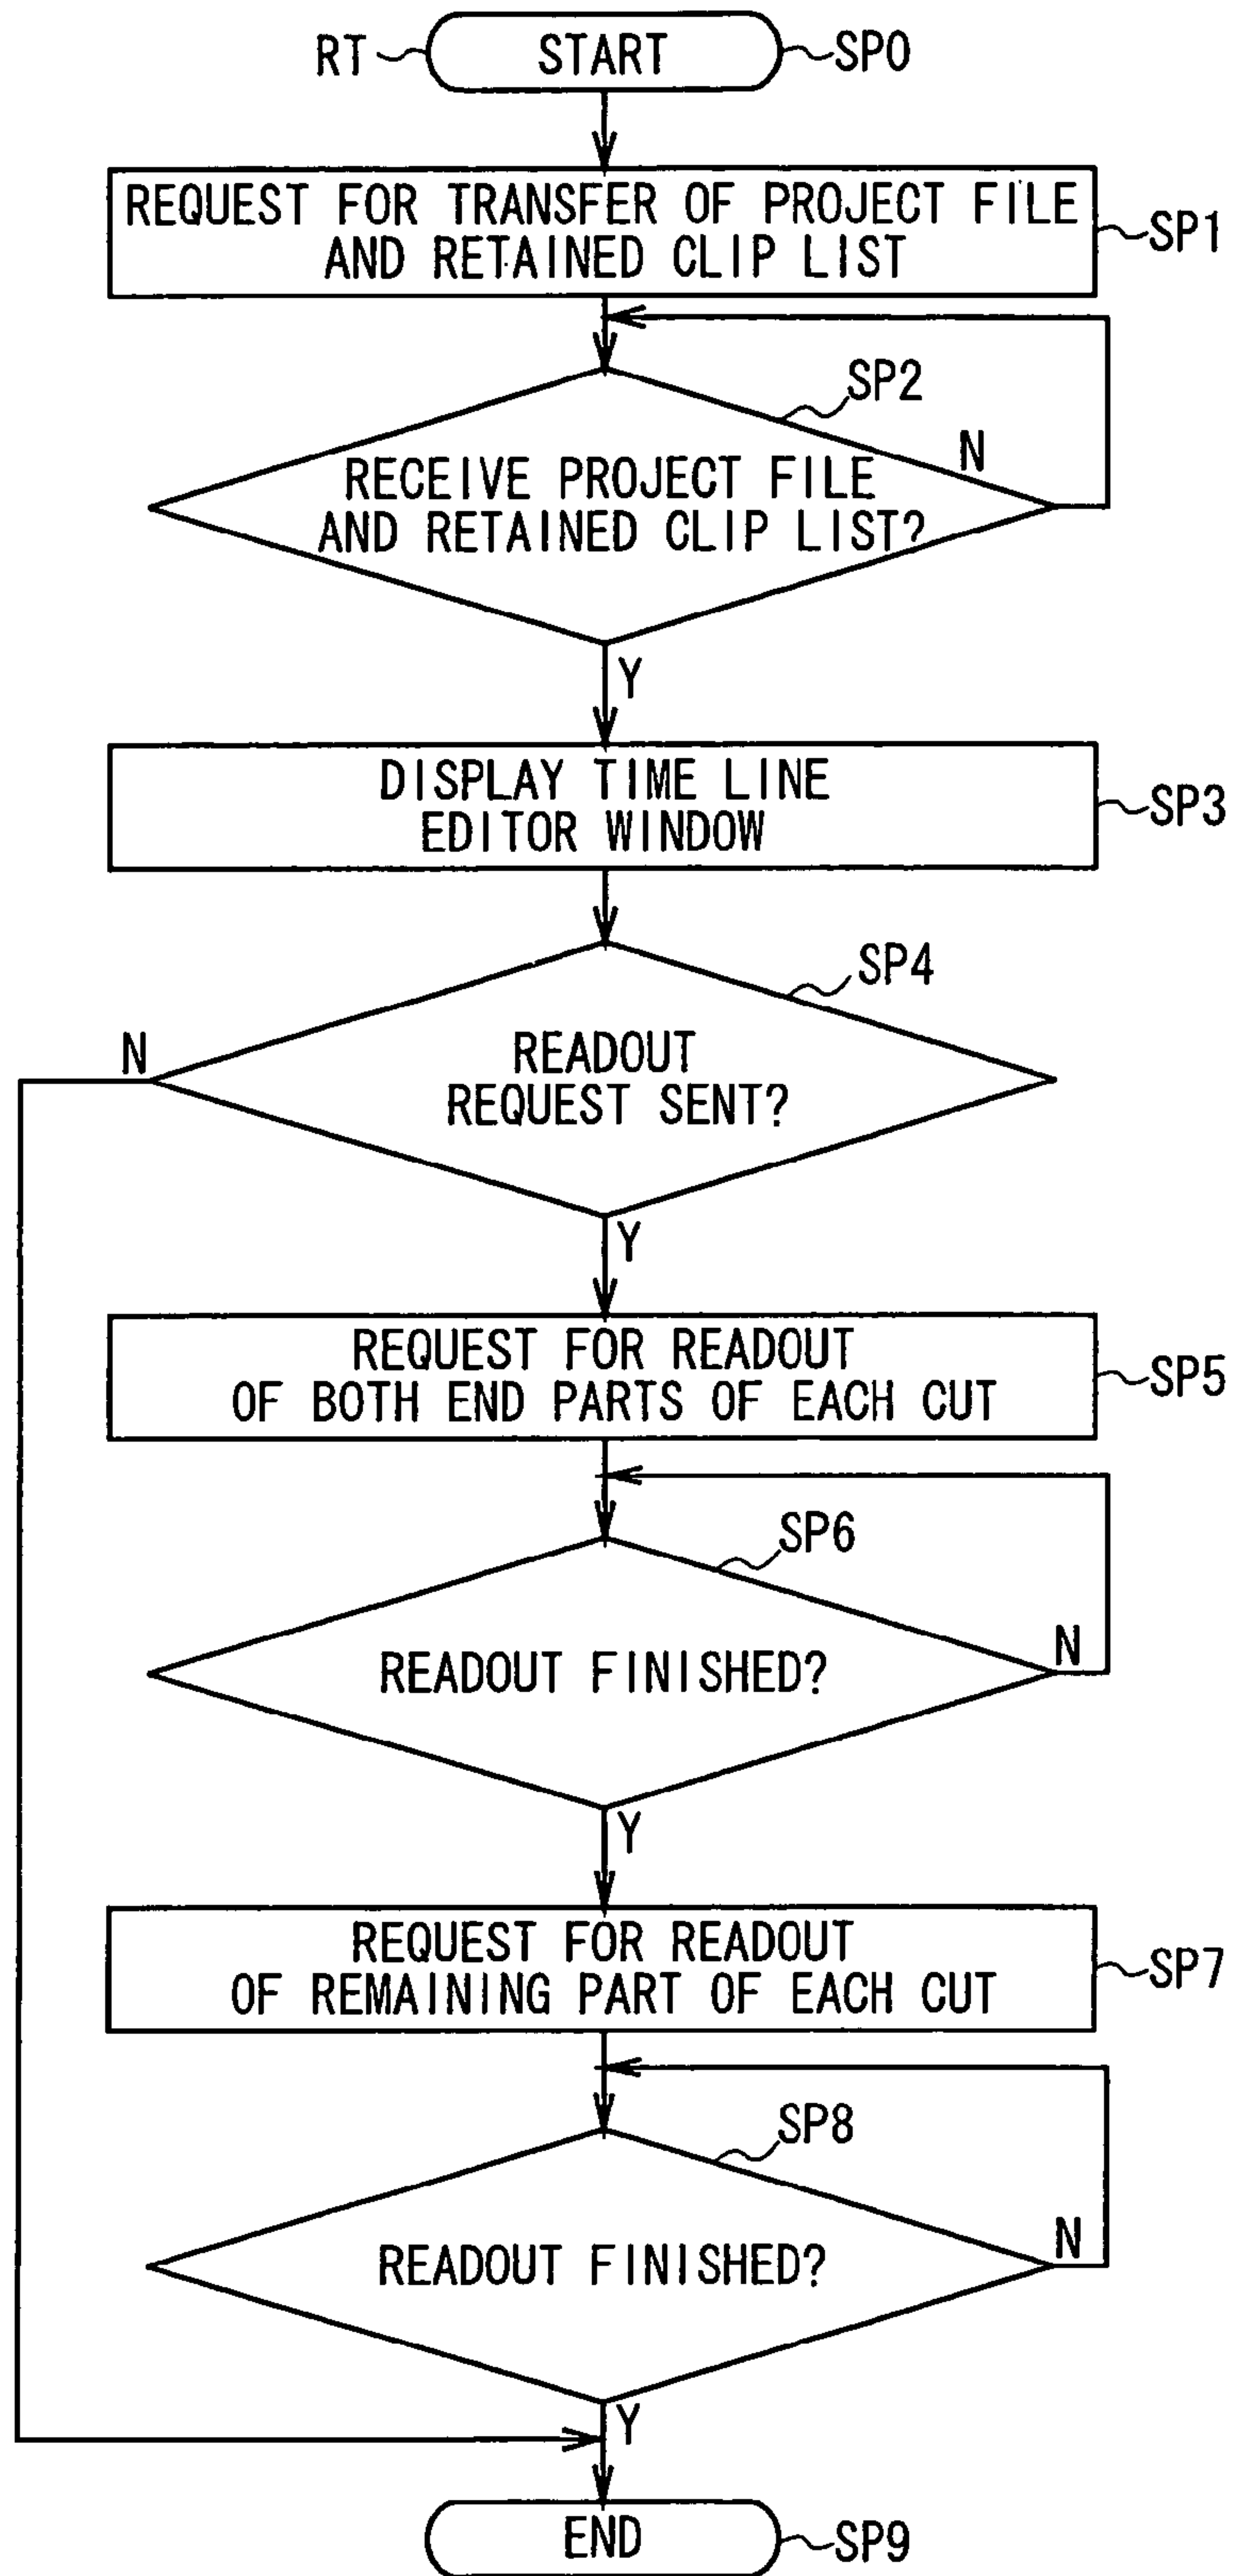 RT
START
SP0
REQUEST FOR TRANSFER OF PROJECT FILE
AND RETAINED CLIP LIST
SP1
SP2
N
RECEIVE PROJECT FILE
AND RETAINED CLIP LIST?
Y
DISPLAY TIME LINE
EDITOR WINDOW
SP3
SP4
N
READOUT
REQUEST SENT?
Y
REQUEST FOR READOUT
OF BOTH END PARTS OF EACH CUT
SP5
SP6
READOUT FINISHED?
N
Y
REQUEST FOR READOUT
OF REMAINING PART OF EACH CUT
SP7
SP8
READOUT FINISHED?
N
Y
END
SP9